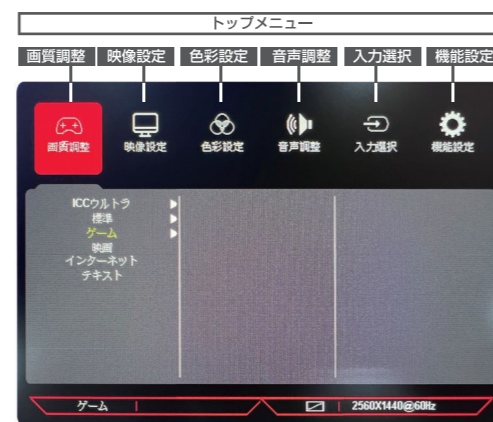 トップメニュー
画質調整 映像設定 色彩設定 音声調整 入力選択 機能設定
画質調整 映像設定 色彩設定 音声調整 入力選択 機能設定
ICCウルトラ
標準
ゲーム
映画
インターネット
テキスト
ゲーム 2560X1440@60Hz